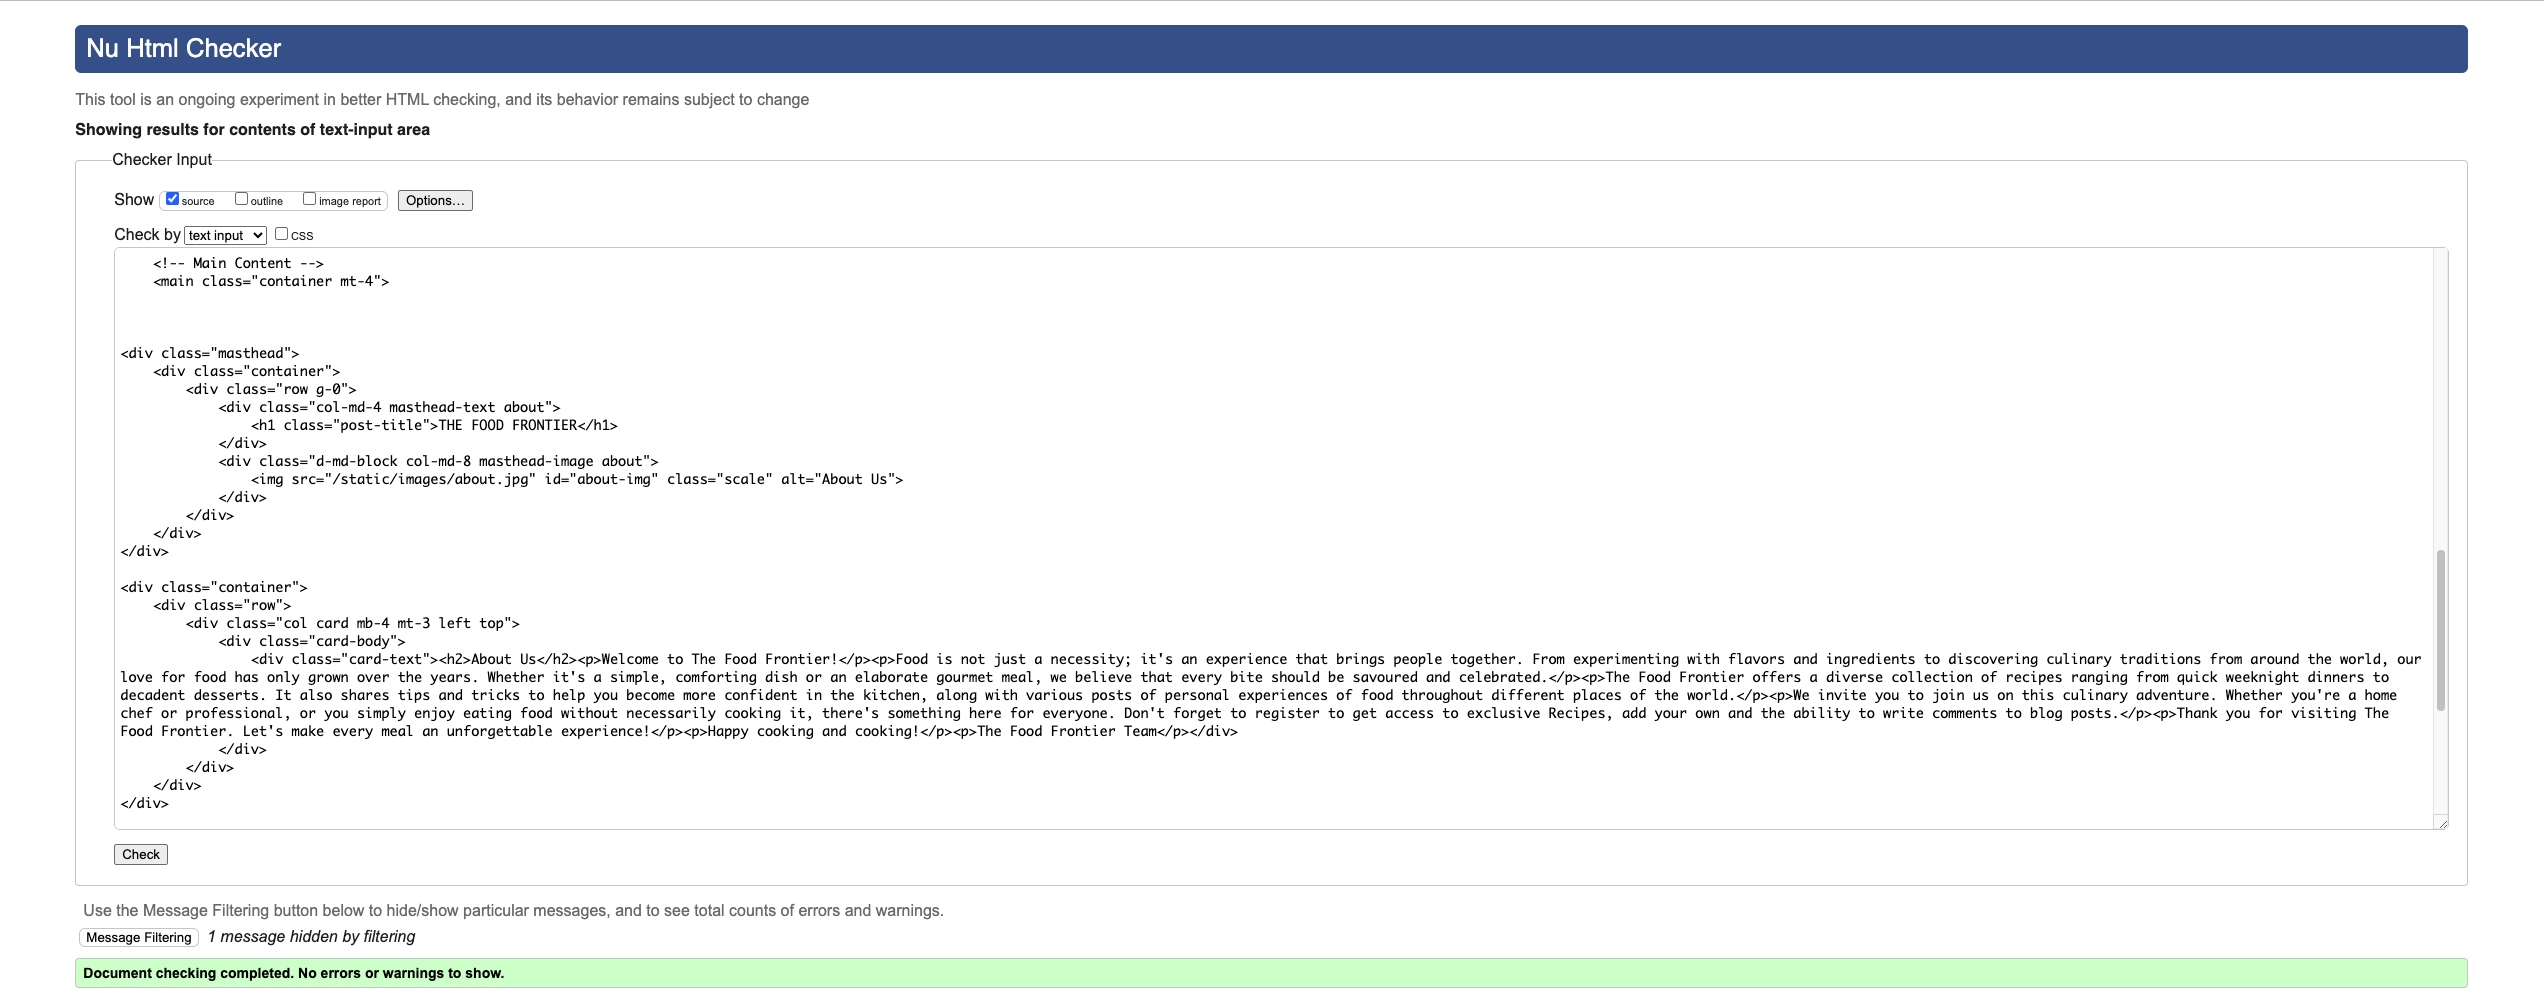 Nu Html Checker
This tool is an ongoing experiment in better HTML checking, and its behavior remains subject to change
Showing results for contents of text-input area
Checker Input
Show source outline image report Options...
Check by text input css
<!-- Main Content -->
<main class="container mt-4">
<div class="masthead">
<div class="container">
<div class="row g-0">
<div class="col-md-4 masthead-text about">
<h1 class="post-title">THE FOOD FRONTIER</h1>
</div>
<div class="d-md-block col-md-8 masthead-image about">
<img src="/static/images/about.jpg" id="about-img" class="scale" alt="About Us">
</div>
</div>
</div>
</div>
<div class="container">
<div class="row">
<div class="col card mb-4 mt-3 left top">
<div class="card-body">
<div class="card-text"><h2>About Us</h2><p>Welcome to The Food Frontier!</p><p>Food is not just a necessity; it's an experience that brings people together. From experimenting with flavors and ingredients to discovering culinary traditions from around the world, our
love for food has only grown over the years. Whether it's a simple, comforting dish or an elaborate gourmet meal, we believe that every bite should be savoured and celebrated.</p><p>The Food Frontier offers a diverse collection of recipes ranging from quick weeknight dinners to
decadent desserts. It also shares tips and tricks to help you become more confident in the kitchen, along with various posts of personal experiences of food throughout different places of the world.</p><p>We invite you to join us on this culinary adventure. Whether you're a home
chef or professional, or you simply enjoy eating food without necessarily cooking it, there's something here for everyone. Don't forget to register to get access to exclusive Recipes, add your own and the ability to write comments to blog posts.</p><p>Thank you for visiting The
Food Frontier. Let's make every meal an unforgettable experience!</p><p>Happy cooking and cooking!</p><p>The Food Frontier Team</p></div>
</div>
</div>
</div>
</div>
Check
Use the Message Filtering button below to hide/show particular messages, and to see total counts of errors and warnings.
Message Filtering 1 message hidden by filtering
Document checking completed. No errors or warnings to show.